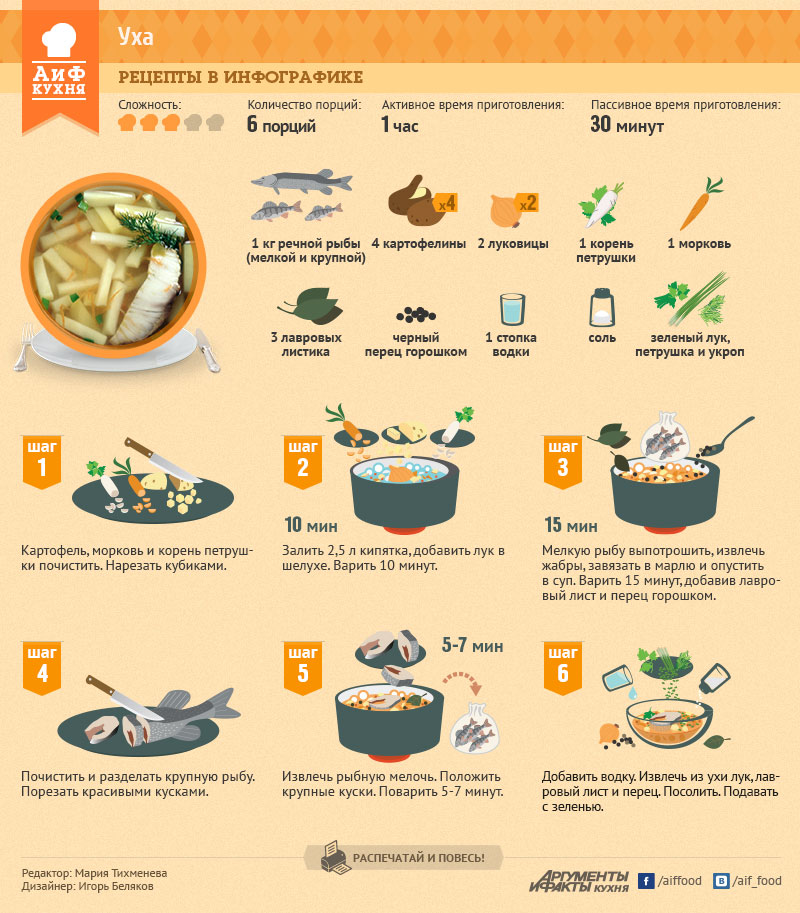 Уха
АиФ
КУХНЯ
РЕЦЕПТЫ В ИНФОГРАФИКЕ
Сложность:
Количество порций:
6 порций
Активное время приготовления:
1 час
Пассивное время приготовления:
30 минут
x4
x2
1 кг речной рыбы
(мелкой и крупной)
4 картофелины
2 луковицы
1 корень
петрушки
1 морковь
3 лавровых
листика
черный
перец горошком
1 стопка
водки
соль
зеленый лук,
петрушка и укроп
шаг
1
Картофель, морковь и корень петруш-
ки почистить. Нарезать кубиками.
шаг
2
10 мин
Залить 2,5 л кипятка, добавить лук в
шелухе. Варить 10 минут.
шаг
3
15 мин
Мелкую рыбу выпотрошить, извлечь
жабры, завязать в марлю и опустить
в суп. Варить 15 минут, добавив лавро-
вый лист и перец горошком.
шаг
4
Почистить и разделать крупную рыбу.
Порезать красивыми кусками.
шаг
5
5-7 мин
Извлечь рыбную мелочь. Положить
крупные куски. Поварить 5-7 минут.
шаг
6
Добавить водку. Извлечь из ухи лук, лав-
ровый лист и перец. Посолить. Подавать
с зеленью.
РАСПЕЧАТАЙ И ПОВЕСЬ!
Редактор: Мария Тихменева
Дизайнер: Игорь Беляков
АРГУМЕНТЫ
И ФАКТЫ КУХНЯ
f /aiffood
B /aif_food